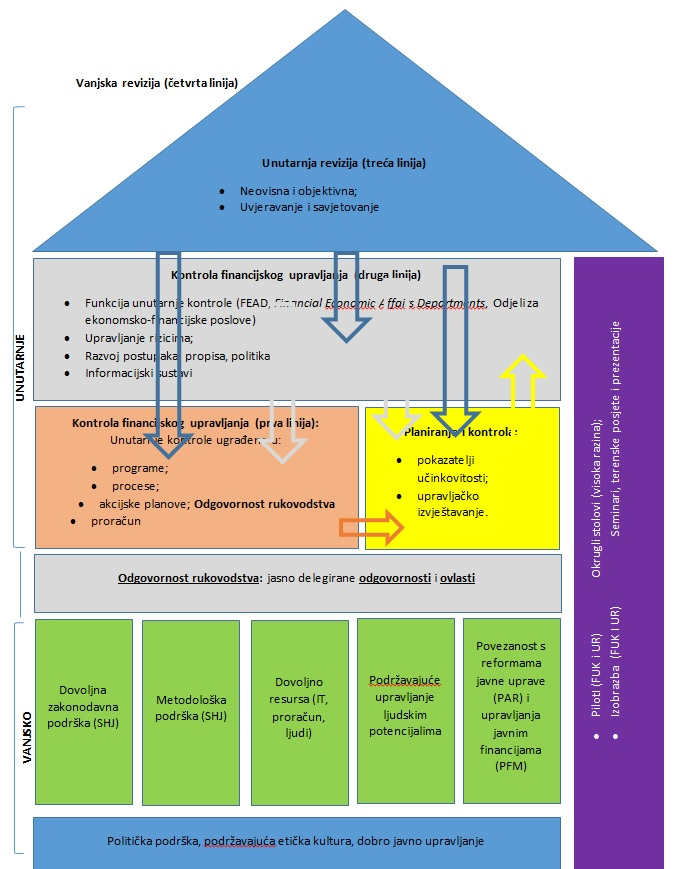 Vanjska revizija (četvrta linija)
Unutarnja revizija (treća linija)
• Neovisna i objektivna;
• Uvjeravanje i savjetovanje
UNUTARNJE
Kontrola financijskog upravljanja (druga linija)
• Funkcija unutarnje kontrole (FEAD, Financial Economic Affairs Departments, Odjeli za
ekonomsko-financijske poslove)
• Upravljanje rizicima;
• Razvoj postupaka, propisa, politika
• Informacijski sustavi
Kontrola financijskog upravljanja (prva linija):
Unutarnje kontrole ugrađene u:
• programe;
• procese;
• akcijske planove; Odgovornost rukovodstva
• proračun
Planiranje i kontrola:
• pokazatelji
učinkovitosti;
• upravljačko
izvještavanje.
Odgovornost rukovodstva: jasno delegirane odgovornosti i ovlasti
VANJSKO
Dovoljna
zakonodavna
podrška (SHJ)
Metodološka
podrška (SHJ)
Dovoljno
resursa (IT,
proračun,
ljudi)
Podržavajuće
upravljanje
ljudskim
potencijalima
Povezanost s
reformama
javne uprave
(PAR) i
upravljanja
javnim
financijama
(PFM)
Politička podrška, podržavajuća etička kultura, dobro javno upravljanje
• Piloti (FUK i UR) Okrugli stolovi (visoka razina);
• Izobrazba (FUK I UR) Seminari, terenske posjete i prezentacije